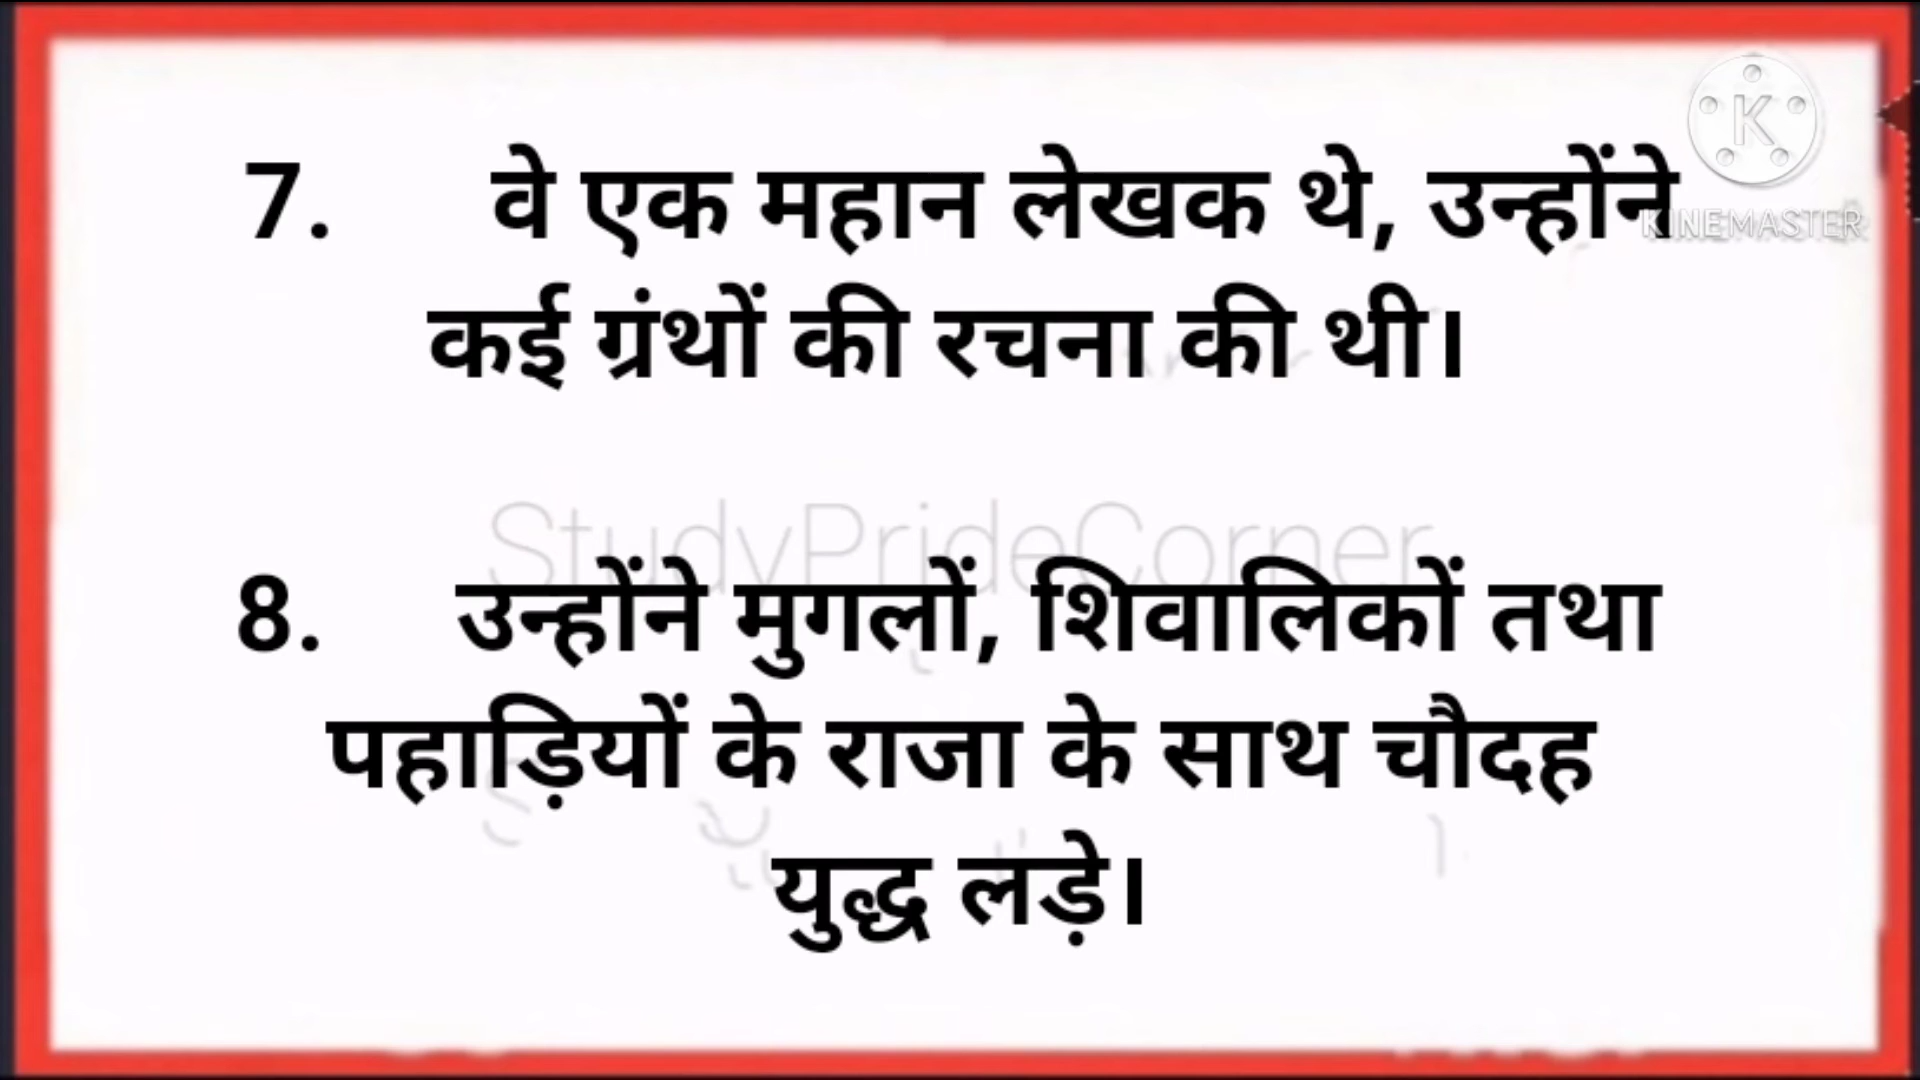 7. वे एक महान लेखक थे, उन्होंने
कई ग्रंथों की रचना की थी।
8. उन्होंने मुगलों, शिवालिकों तथा
पहाड़ियों के राजा के साथ चौदह
युद्ध लड़े।
K
KINEMASTER
StudyPrideCorner